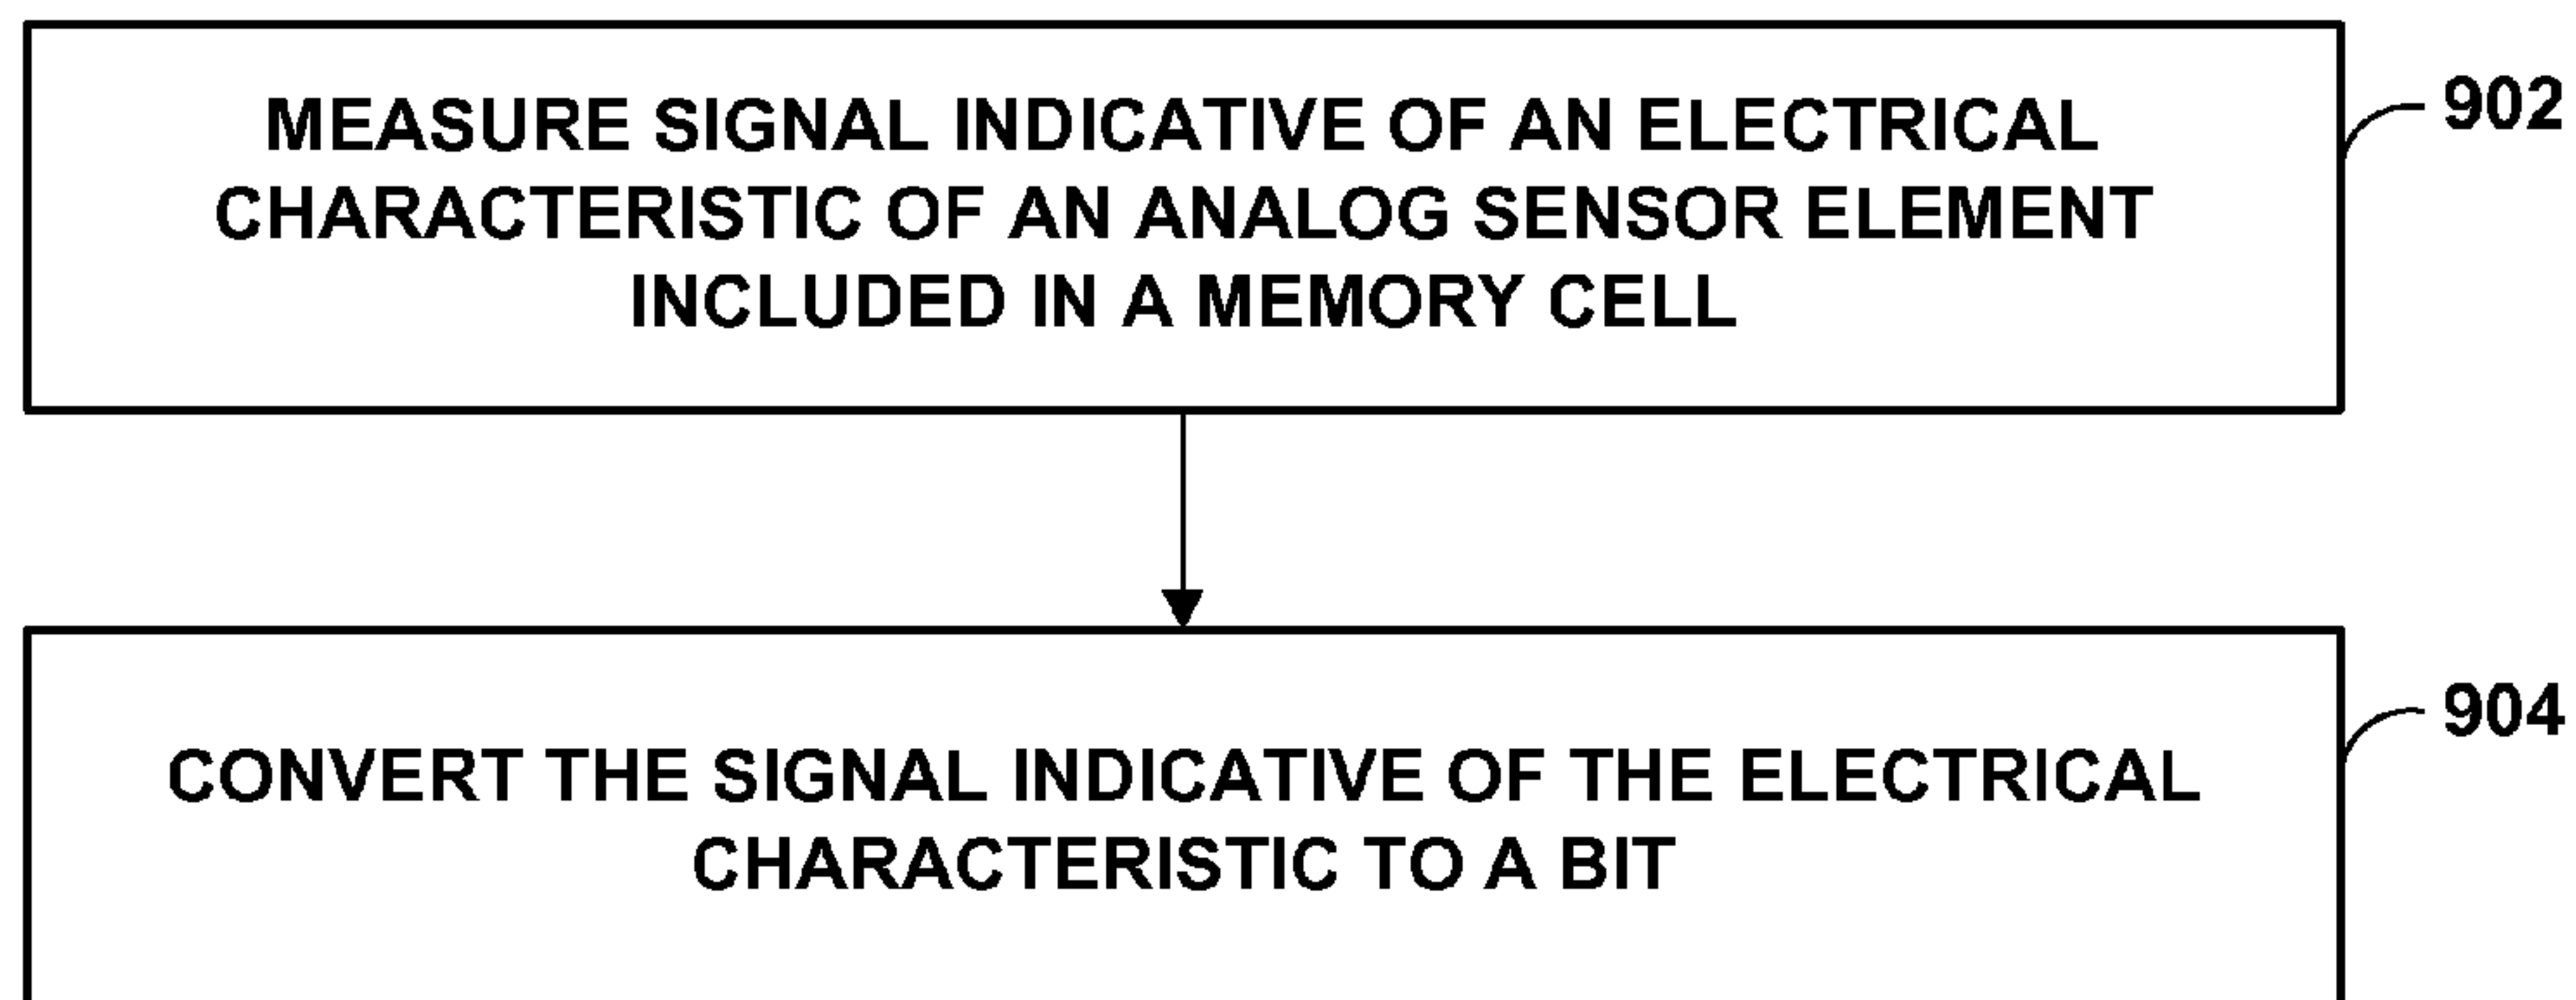 MEASURE SIGNAL INDICATIVE OF AN ELECTRICAL
CHARACTERISTIC OF AN ANALOG SENSOR ELEMENT
INCLUDED IN A MEMORY CELL
902
CONVERT THE SIGNAL INDICATIVE OF THE ELECTRICAL
CHARACTERISTIC TO A BIT
904